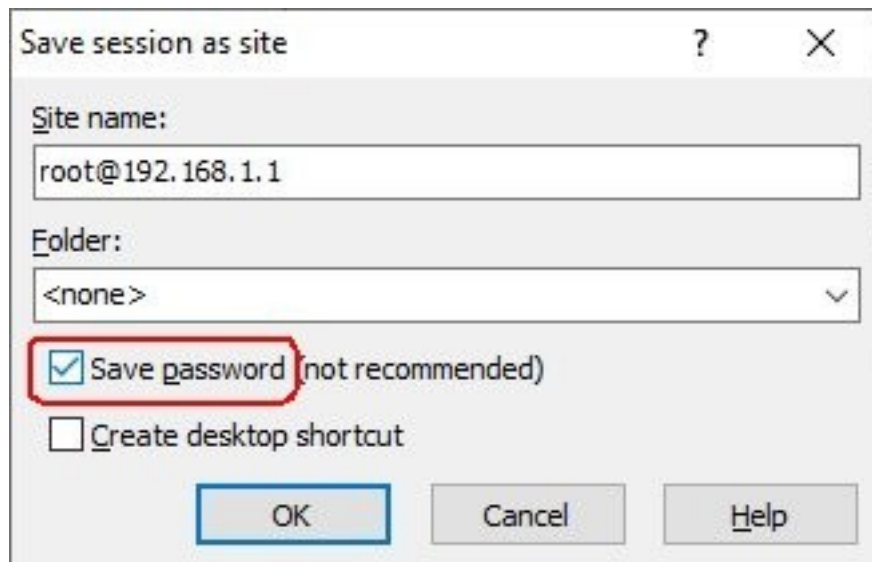 Save session as site ?
Site name:
root@192.168.1.1
Folder:
<none>
Save password (not recommended)
Create desktop shortcut
OK Cancel Help